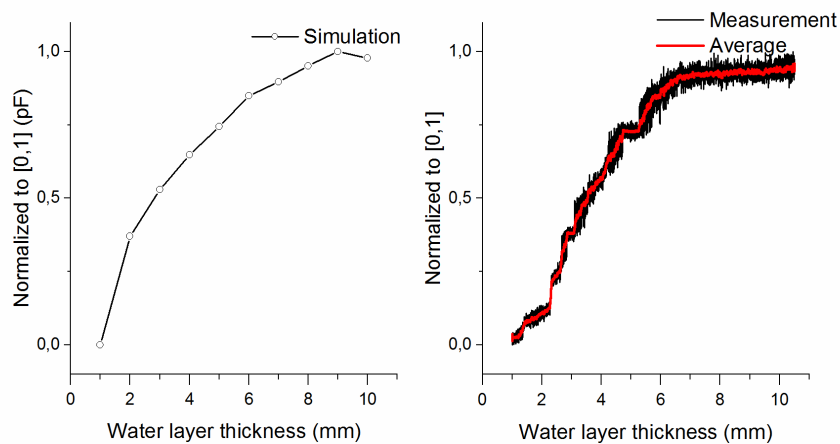 Simulation
1,0
0,5
0,0
0 2 4 6 8 10
Normalized to [0,1] (pF)
Water layer thickness (mm)
Measurement
Average
1,0
0,5
0,0
0 2 4 6 8 10
Normalized to [0,1]
Water layer thickness (mm)